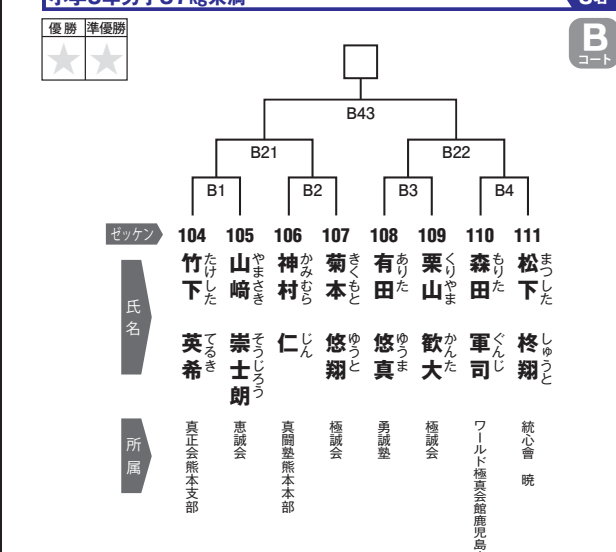 優勝 準優勝
B
コート
B43
B21 B22
B1 B2 B3 B4
ゼッケン 104 105 106 107 108 109 110 111
氏名
竹下 英希 たけした てるき
山﨑 崇士朗 やまさき そうじろう
神村 仁 かみむら じん
菊本 悠翔 きくもと ゆうと
有田 悠真 ありた ゆうま
栗山 歓大 くりやま かんた
森田 軍司 もりた ぐんじ
松下 柊翔 まつした しゅうと
所属
真正会熊本支部
恵誠会
真闘塾熊本本部
極誠会
勇誠塾
極誠会
ワールド極真会館鹿児島
統心會 暁